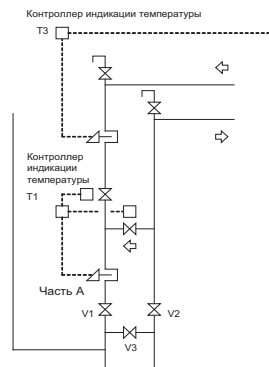 Контроллер индикации температуры
T3
Контроллер
индикации
температуры
T1
Часть A
V1
V2
V3